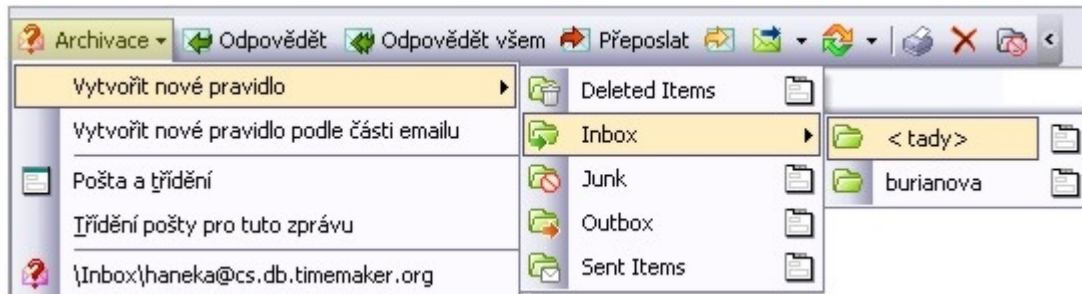 Archivace Odpovědět Odpovědět všem Přeposlat
Vytvořit nové pravidlo
Vytvořit nové pravidlo podle části emailu
Pošta a třídění
Třídění pošty pro tuto zprávu
\Inbox\haneka@cs.db.timemaker.org
Deleted Items
Inbox
Junk
Outbox
Sent Items
< tady>
burianova